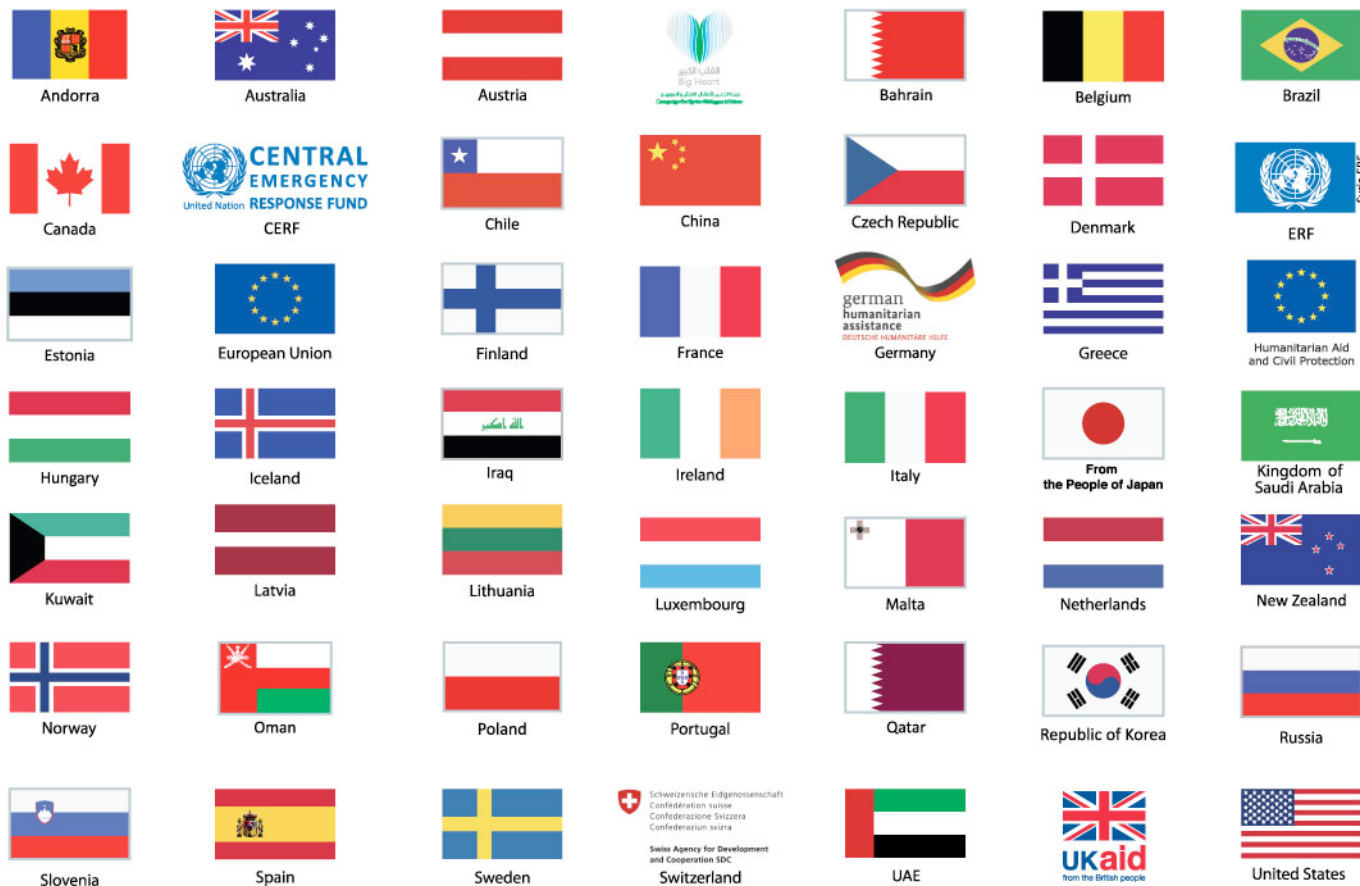 القلب الكبير
Big Heart
Andorra
Australia
Austria
Bahrain
Belgium
Brazil
CENTRAL
EMERGENCY
RESPONSE FUND
United Nation
Canada
CERF
Chile
China
Czech Republic
Denmark
ERF
german
humanitarian
assistance
DEUTSCHE HUMANITÄRE HILFE
Estonia
European Union
Finland
France
Germany
Greece
Humanitarian Aid
and Civil Protection
الله اكبر
Hungary
Iceland
Iraq
Ireland
Italy
From
the People of Japan
Kingdom of
Saudi Arabia
Kuwait
Latvia
Lithuania
Luxembourg
Malta
Netherlands
New Zealand
Norway
Oman
Poland
Portugal
Qatar
Republic of Korea
Russia
Schweizerische Eidgenossenschaft
Confédération suisse
Confederazione Svizzera
Confederaziun svizra
Swiss Agency for Development
and Cooperation SDC
UKaid
from the British people
Slovenia
Spain
Sweden
Switzerland
UAE
United States